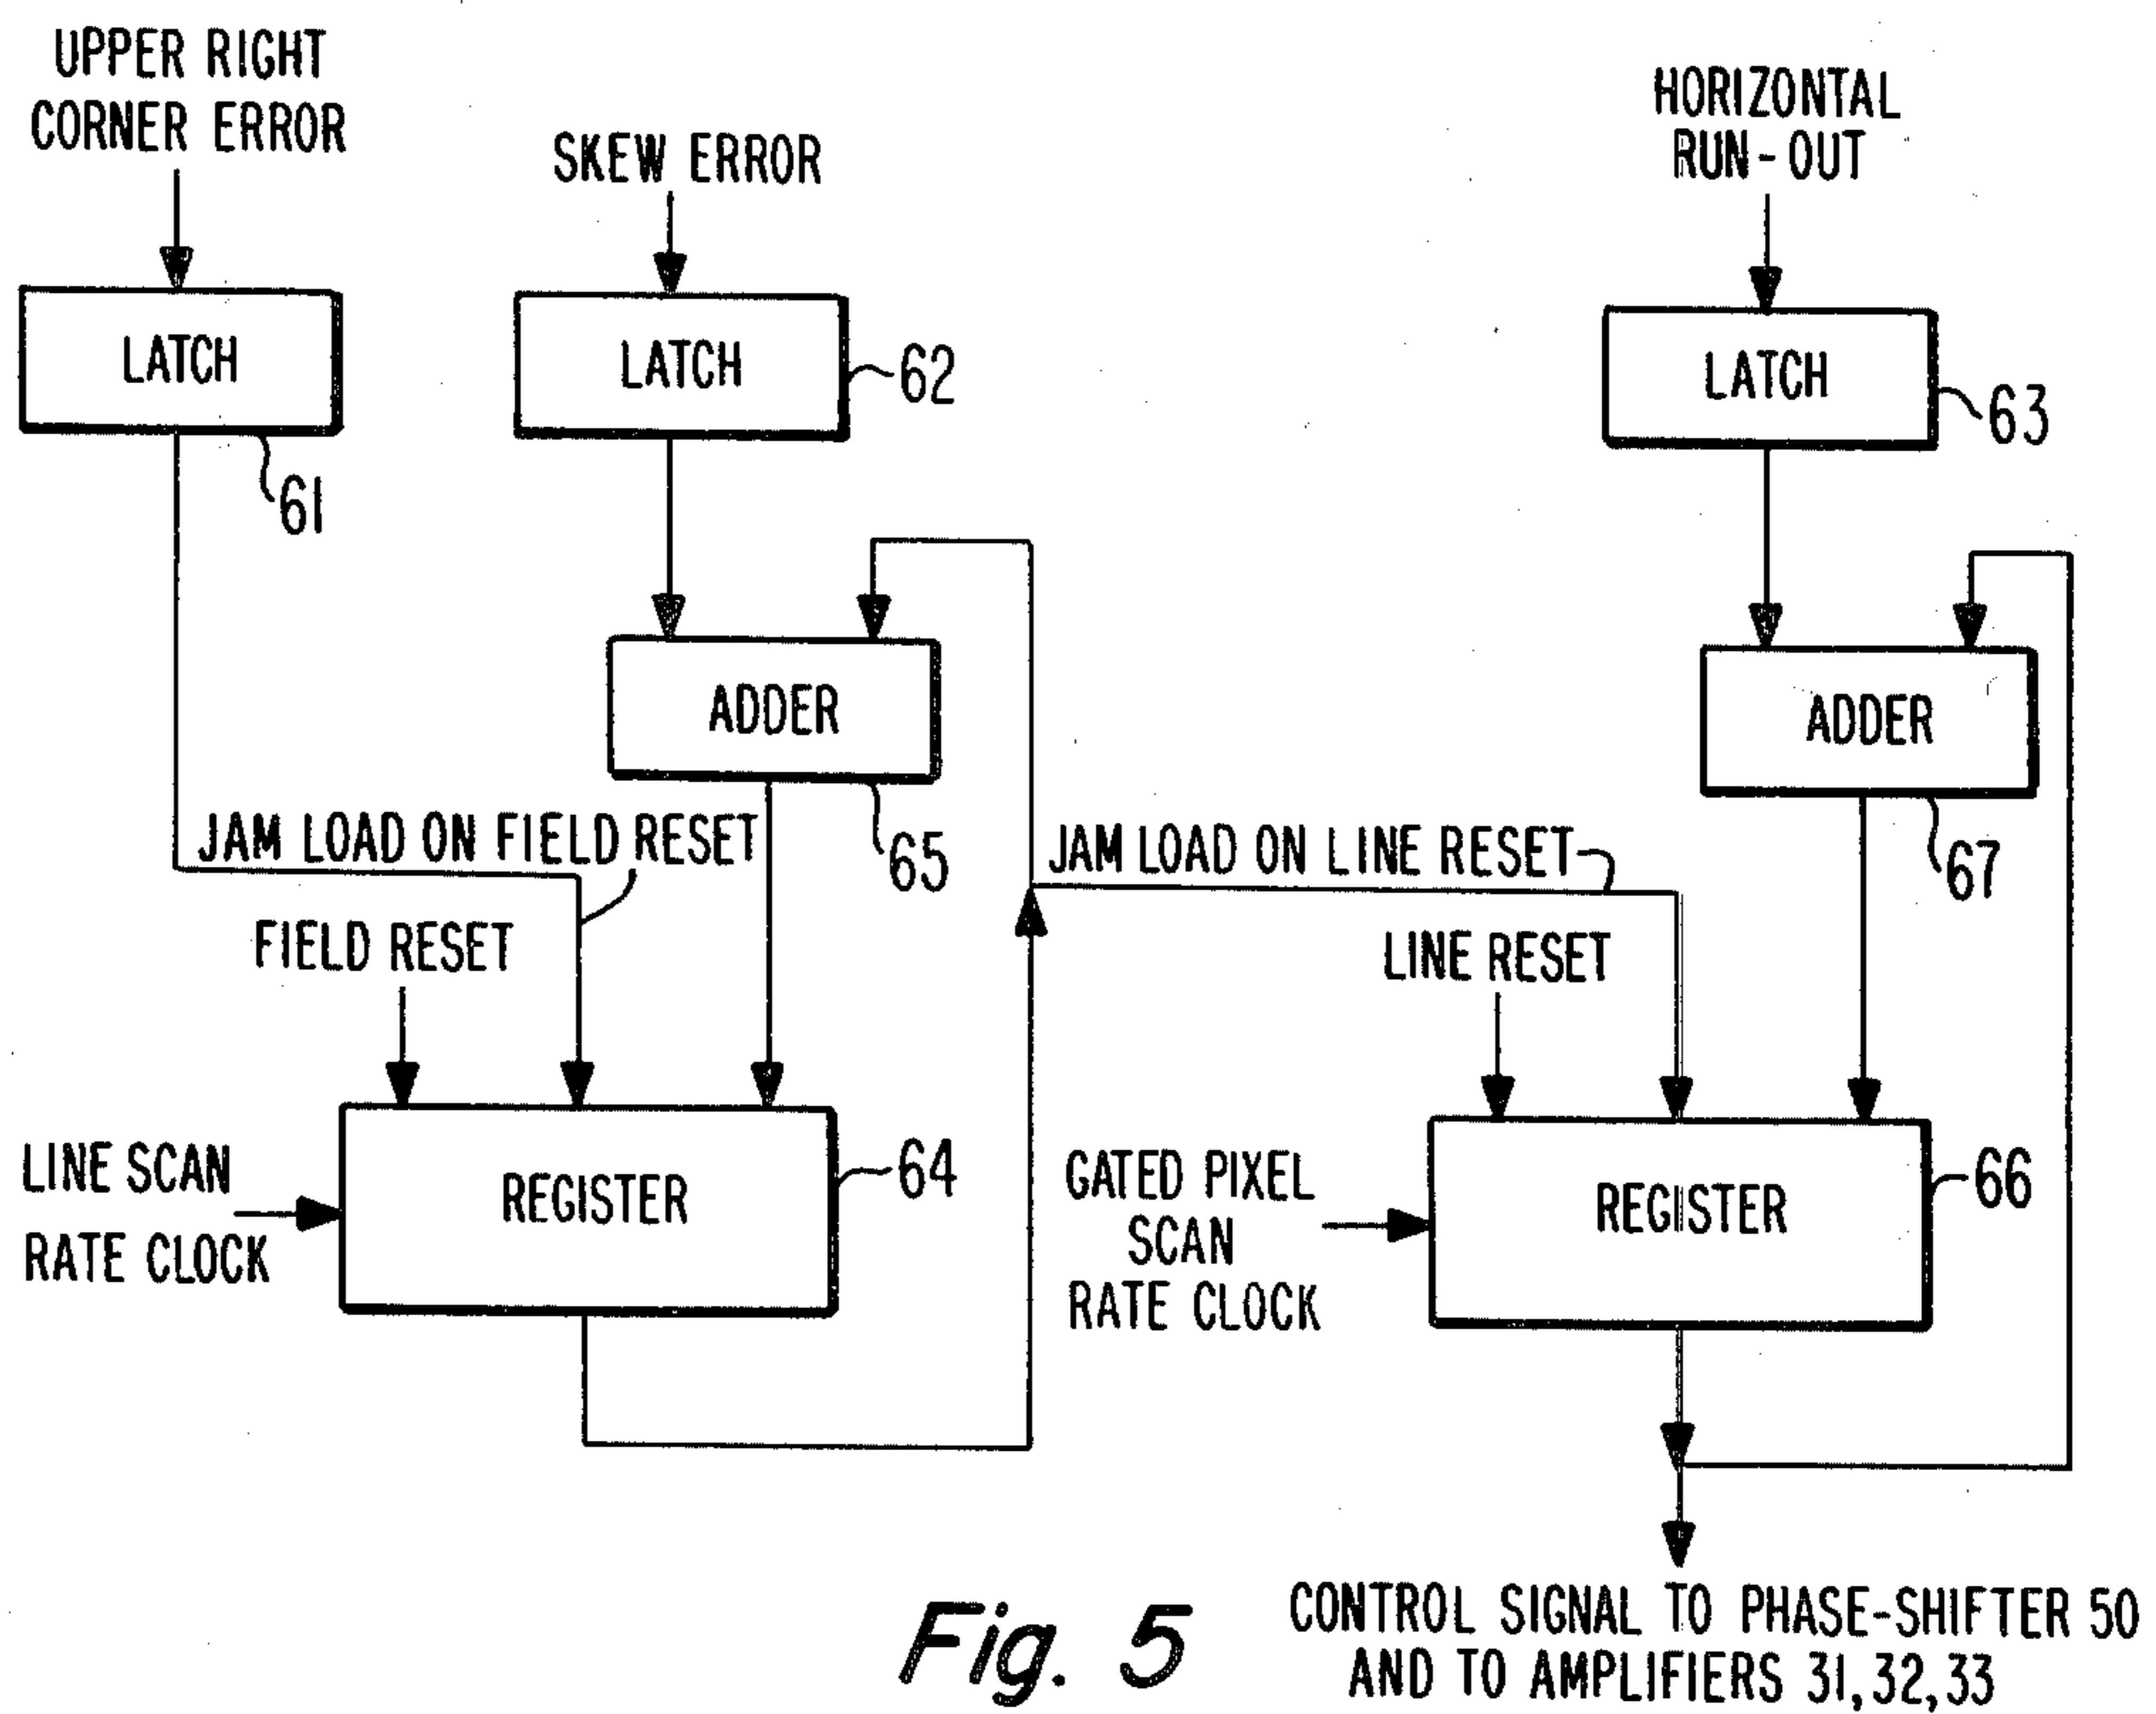 UPPER RIGHT
CORNER ERROR
SKEW ERROR
HORIZONTAL
RUN-OUT
LATCH
61
LATCH
62
LATCH
63
ADDER
65
ADDER
67
JAM LOAD ON FIELD RESET
JAM LOAD ON LINE RESET
FIELD RESET
LINE RESET
LINE SCAN
RATE CLOCK
REGISTER
64
GATED PIXEL
SCAN
RATE CLOCK
REGISTER
66
Fig. 5
CONTROL SIGNAL TO PHASE-SHIFTER 50
AND TO AMPLIFIERS 31, 32, 33